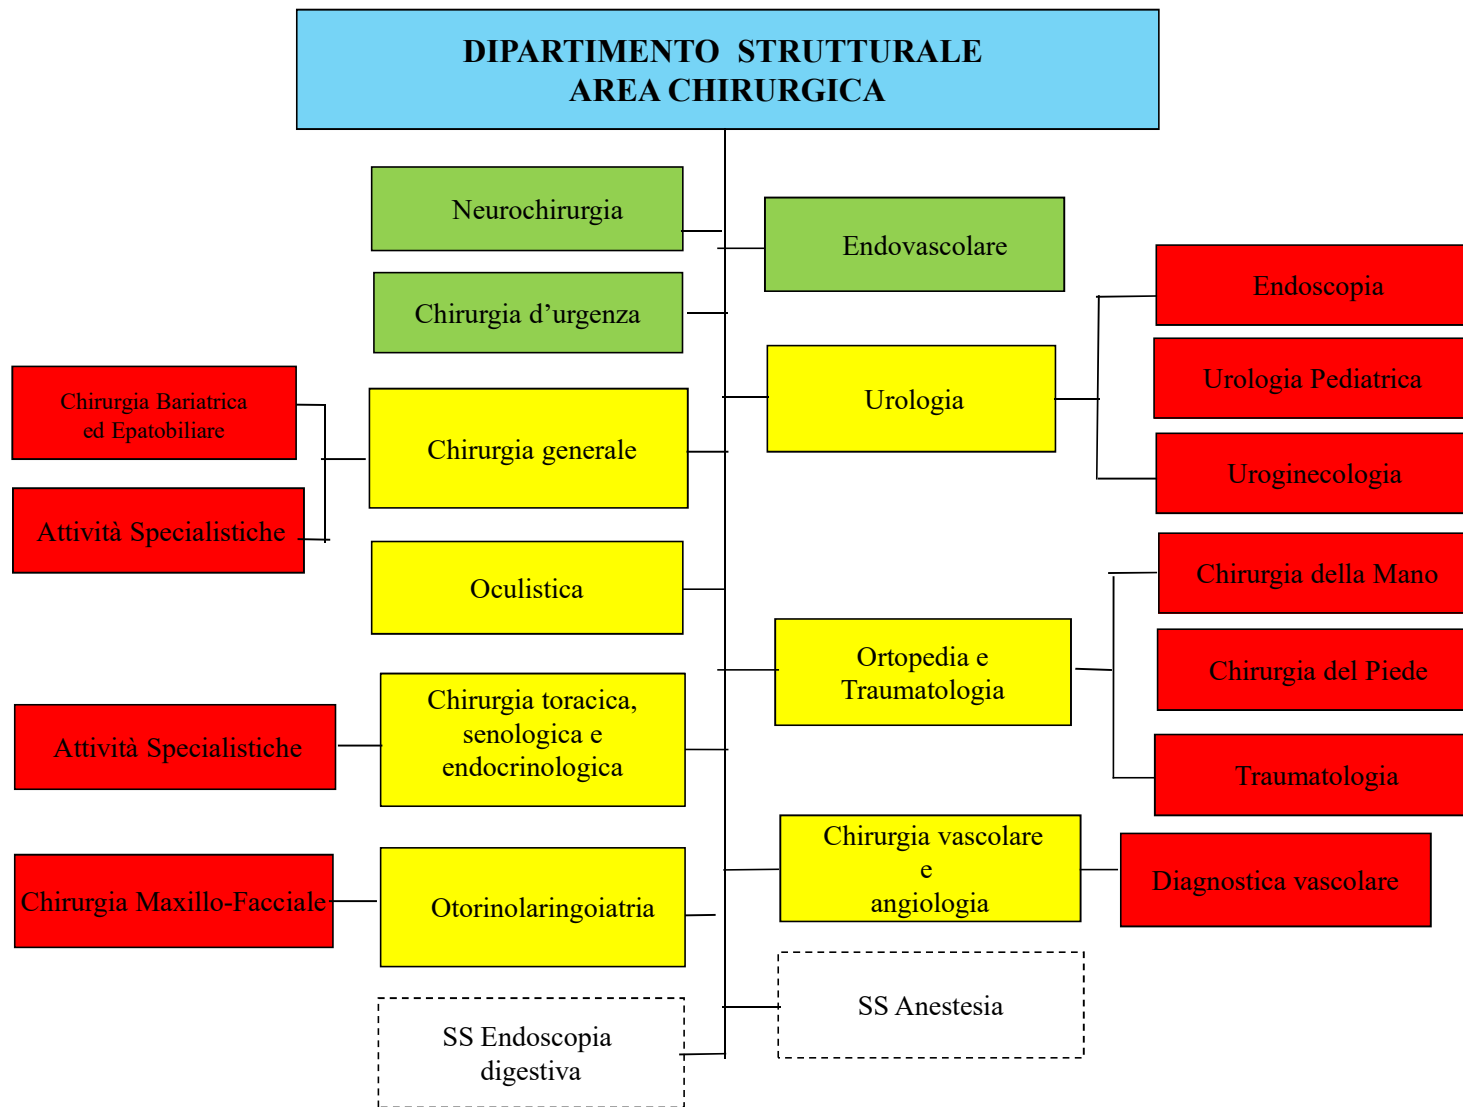 DIPARTIMENTO STRUTTURALE
AREA CHIRURGICA
Neurochirurgia
Endovascolare
Chirurgia d’urgenza
Endoscopia
Urologia
Urologia Pediatrica
Uroginecologia
Chirurgia Bariatrica
ed Epatobiliare
Chirurgia generale
Attività Specialistiche
Oculistica
Chirurgia della Mano
Ortopedia e
Traumatologia
Chirurgia del Piede
Traumatologia
Chirurgia toracica,
senologica e
endocrinologica
Attività Specialistiche
Chirurgia vascolare
e
angiologia
Diagnostica vascolare
Chirurgia Maxillo-Facciale
Otorinolaringoiatria
SS Anestesia
SS Endoscopia
digestiva